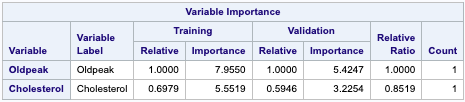 Variable Importance
Training Validation
Variable Variable Label Relative Importance Relative Importance Relative Ratio Count
Oldpeak Oldpeak 1.0000 7.9550 1.0000 5.4247 1.0000 1
Cholesterol Cholesterol 0.6979 5.5519 0.5946 3.2254 0.8519 1